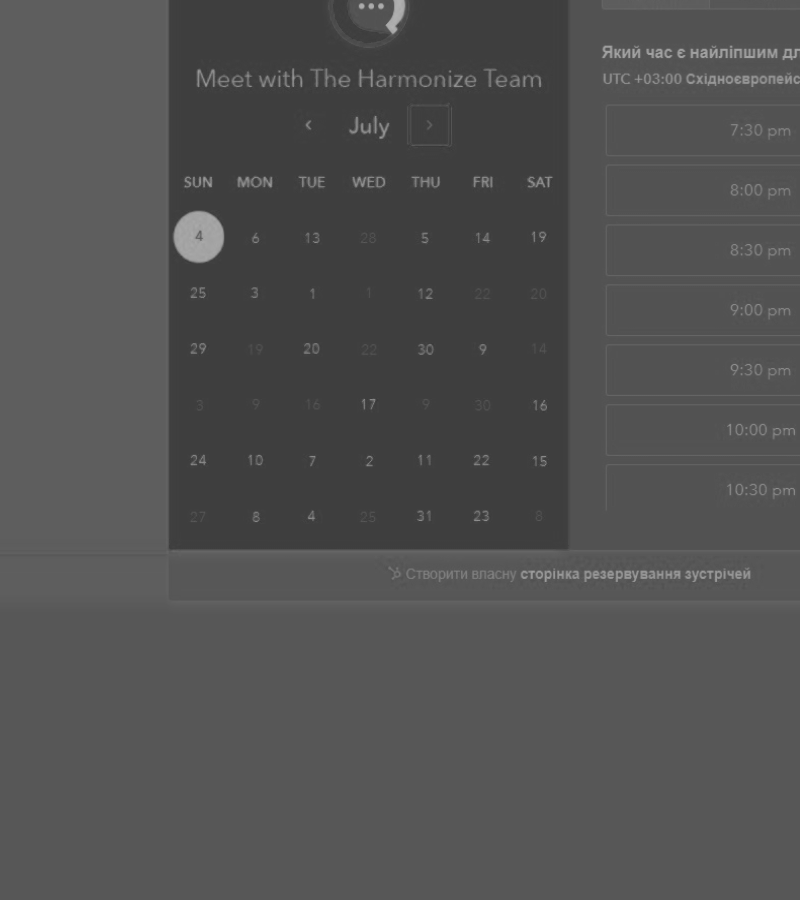 Meet with The Harmonize Team
‹ July ›
SUN MON TUE WED THU FRI SAT
4 6 13 28 5 14 19
25 3 1 1 12 22 20
29 19 20 22 30 9 14
3 9 16 17 9 30 16
24 10 7 2 11 22 15
27 8 4 25 31 23 8
Який час є найліпшим
UTC +03:00
7:30 pm
8:00 pm
8:30 pm
9:00 pm
9:30 pm
10:00 pm
10:30 pm
Створити власну сторінка резервування зустрічей